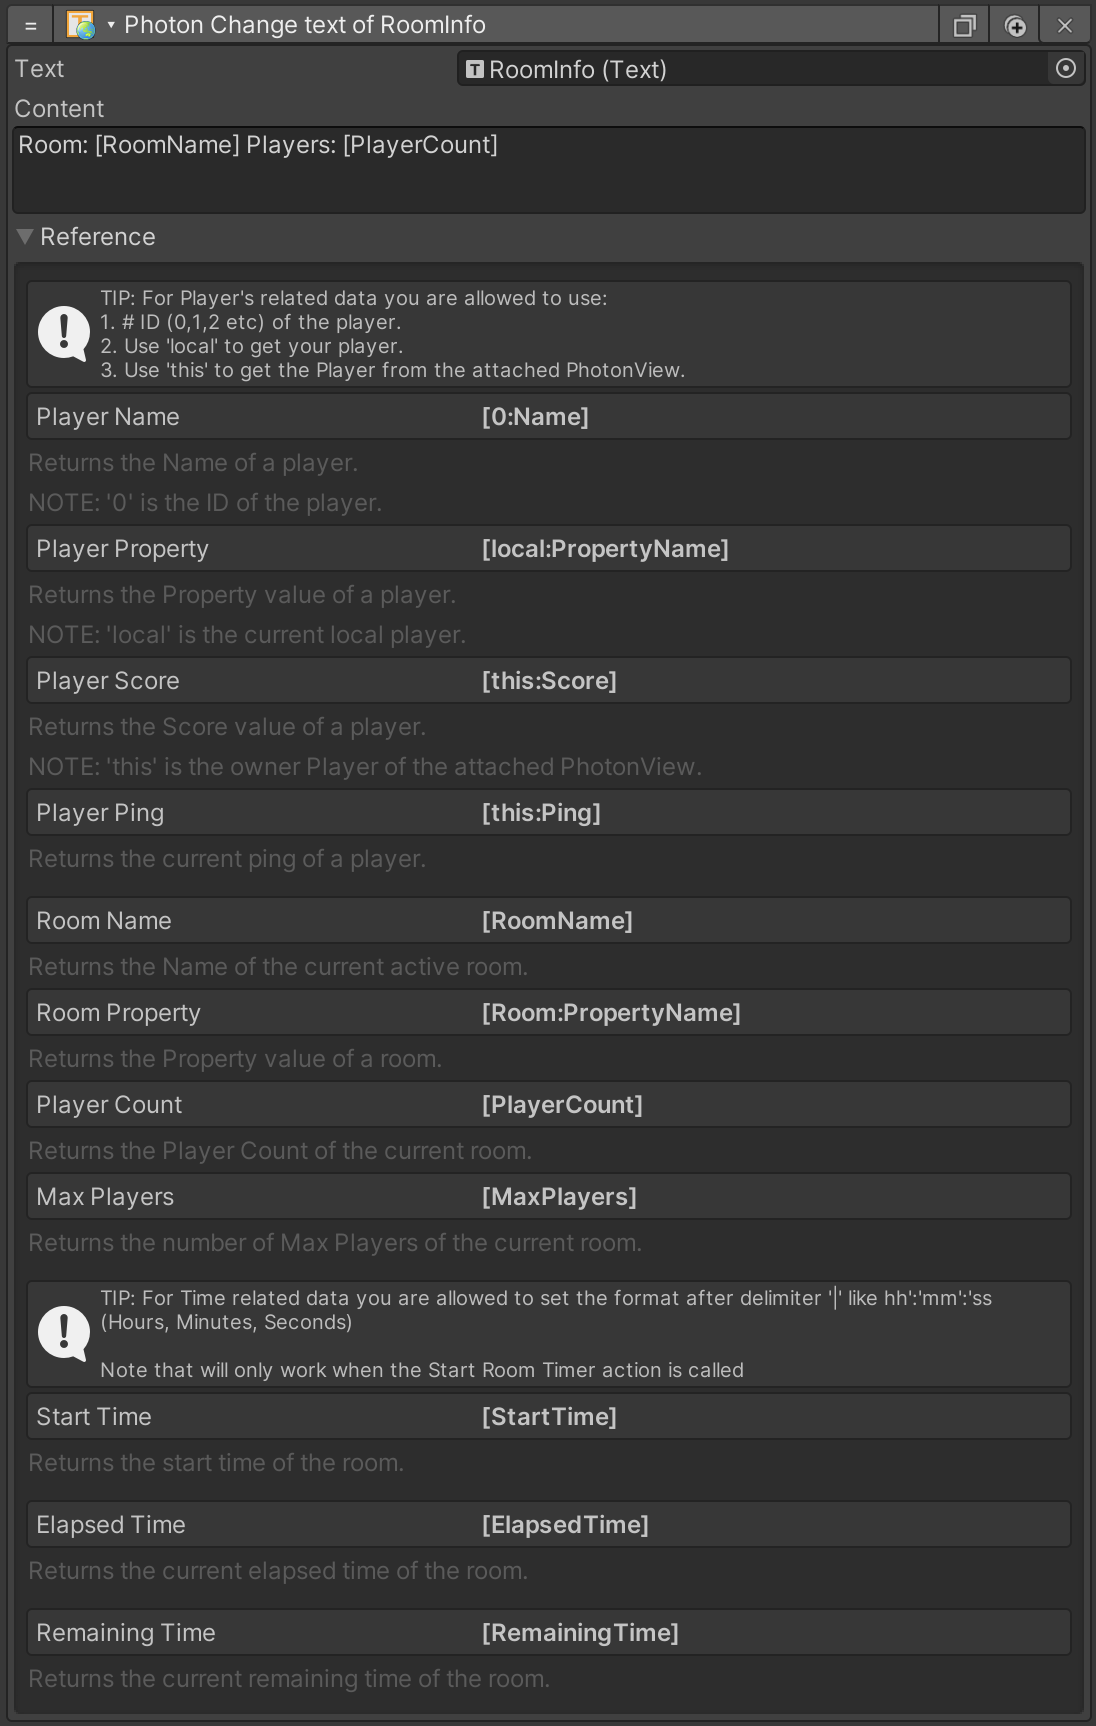 = Photon Change text of RoomInfo
Text RoomInfo (Text)
Content
Room: [RoomName] Players: [PlayerCount]
Reference
TIP: For Player's related data you are allowed to use:
1. # ID (0,1,2 etc) of the player.
2. Use 'local' to get your player.
3. Use 'this' to get the Player from the attached PhotonView.
Player Name [0:Name]
Returns the Name of a player.
NOTE: '0' is the ID of the player.
Player Property [local:PropertyName]
Returns the Property value of a player.
NOTE: 'local' is the current local player.
Player Score [this:Score]
Returns the Score value of a player.
NOTE: 'this' is the owner Player of the attached PhotonView.
Player Ping [this:Ping]
Returns the current ping of a player.
Room Name [RoomName]
Returns the Name of the current active room.
Room Property [Room:PropertyName]
Returns the Property value of a room.
Player Count [PlayerCount]
Returns the Player Count of the current room.
Max Players [MaxPlayers]
Returns the number of Max Players of the current room.
TIP: For Time related data you are allowed to set the format after delimiter '|' like hh':'mm':'ss
(Hours, Minutes, Seconds)
Note that will only work when the Start Room Timer action is called
Start Time [StartTime]
Returns the start time of the room.
Elapsed Time [ElapsedTime]
Returns the current elapsed time of the room.
Remaining Time [RemainingTime]
Returns the current remaining time of the room.